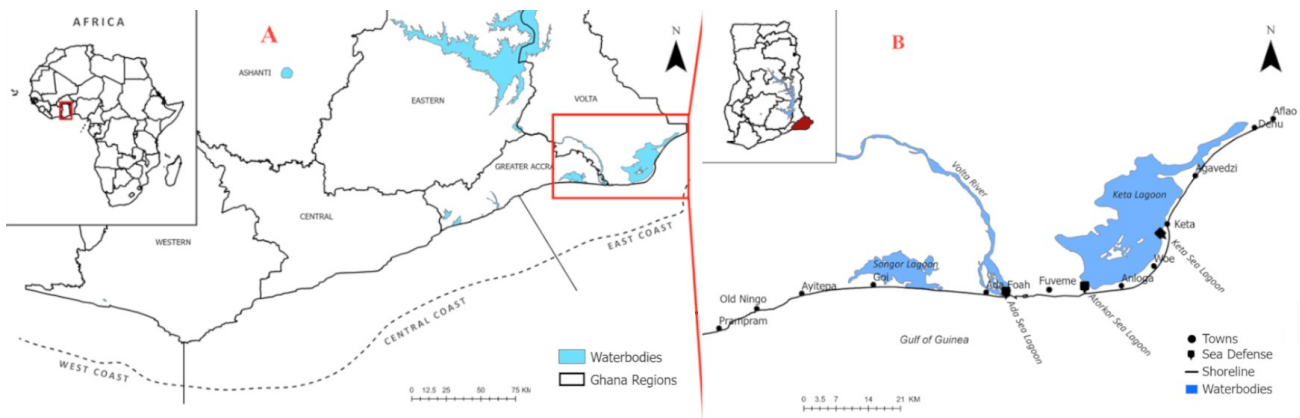 AFRICA
A
N
ASHANTI
EASTERN
VOLTA
GREATER ACCRA
CENTRAL
WESTERN
EAST COAST
CENTRAL COAST
WEST COAST
Waterbodies
Ghana Regions
0 12.5 25 50 75 KM
B
N
Aflao
Denu
Agavedzi
Volta River
Keta Lagoon
Keta
Keta Sea Lagoon
Songor Lagoon
Goi
Woe
Ada Foah
Fuveme
Anloga
Ayitepa
Old Ningo
Prampram
Ada Sea Lagoon
Atorkor Sea Lagoon
Gulf of Guinea
Towns
Sea Defense
Shoreline
Waterbodies
0 3.5 7 14 21 KM